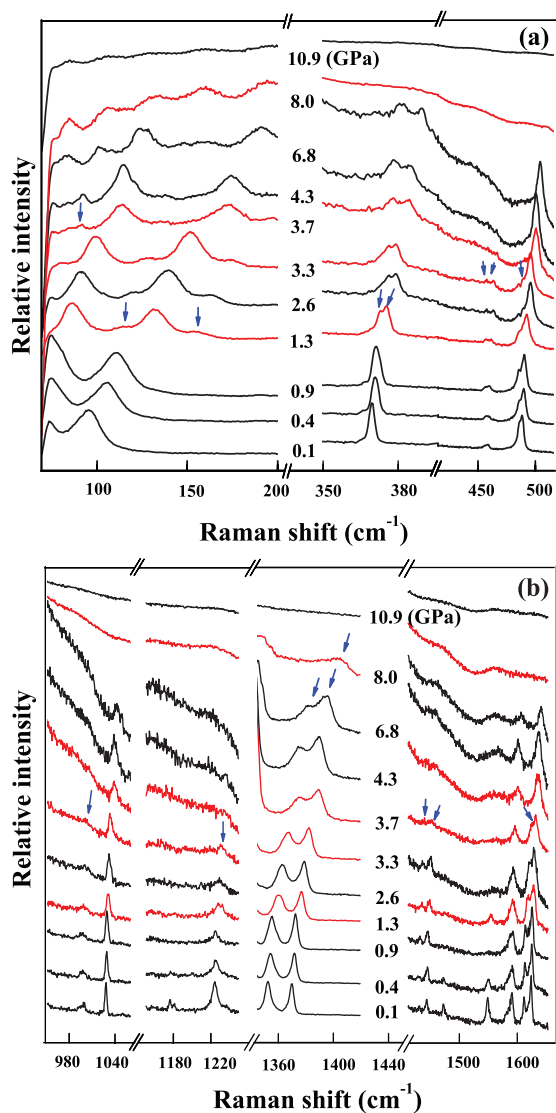 (a)
10.9 (GPa)
8.0
6.8
4.3
3.7
3.3
2.6
1.3
0.9
0.4
0.1
Relative intensity
100 150 200 350 380 450 500
Raman shift (cm-1)
(b)
10.9 (GPa)
8.0
6.8
4.3
3.7
3.3
2.6
1.3
0.9
0.4
0.1
Relative intensity
980 1040 1180 1220 1360 1400 1440 1500 1600
Raman shift (cm-1)